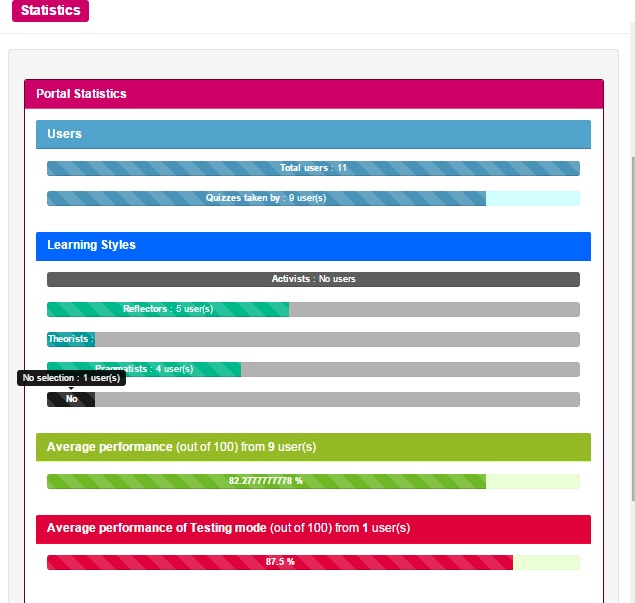 Statistics
Portal Statistics
Users
Total users : 11
Quizzes taken by : 9 user(s)
Learning Styles
Activists : No users
Reflectors : 5 user(s)
Theorists :
Pragmatists : 4 user(s)
No selection : 1 user(s)
No
Average performance (out of 100) from 9 user(s)
82.2777777778 %
Average performance of Testing mode (out of 100) from 1 user(s)
87.5 %